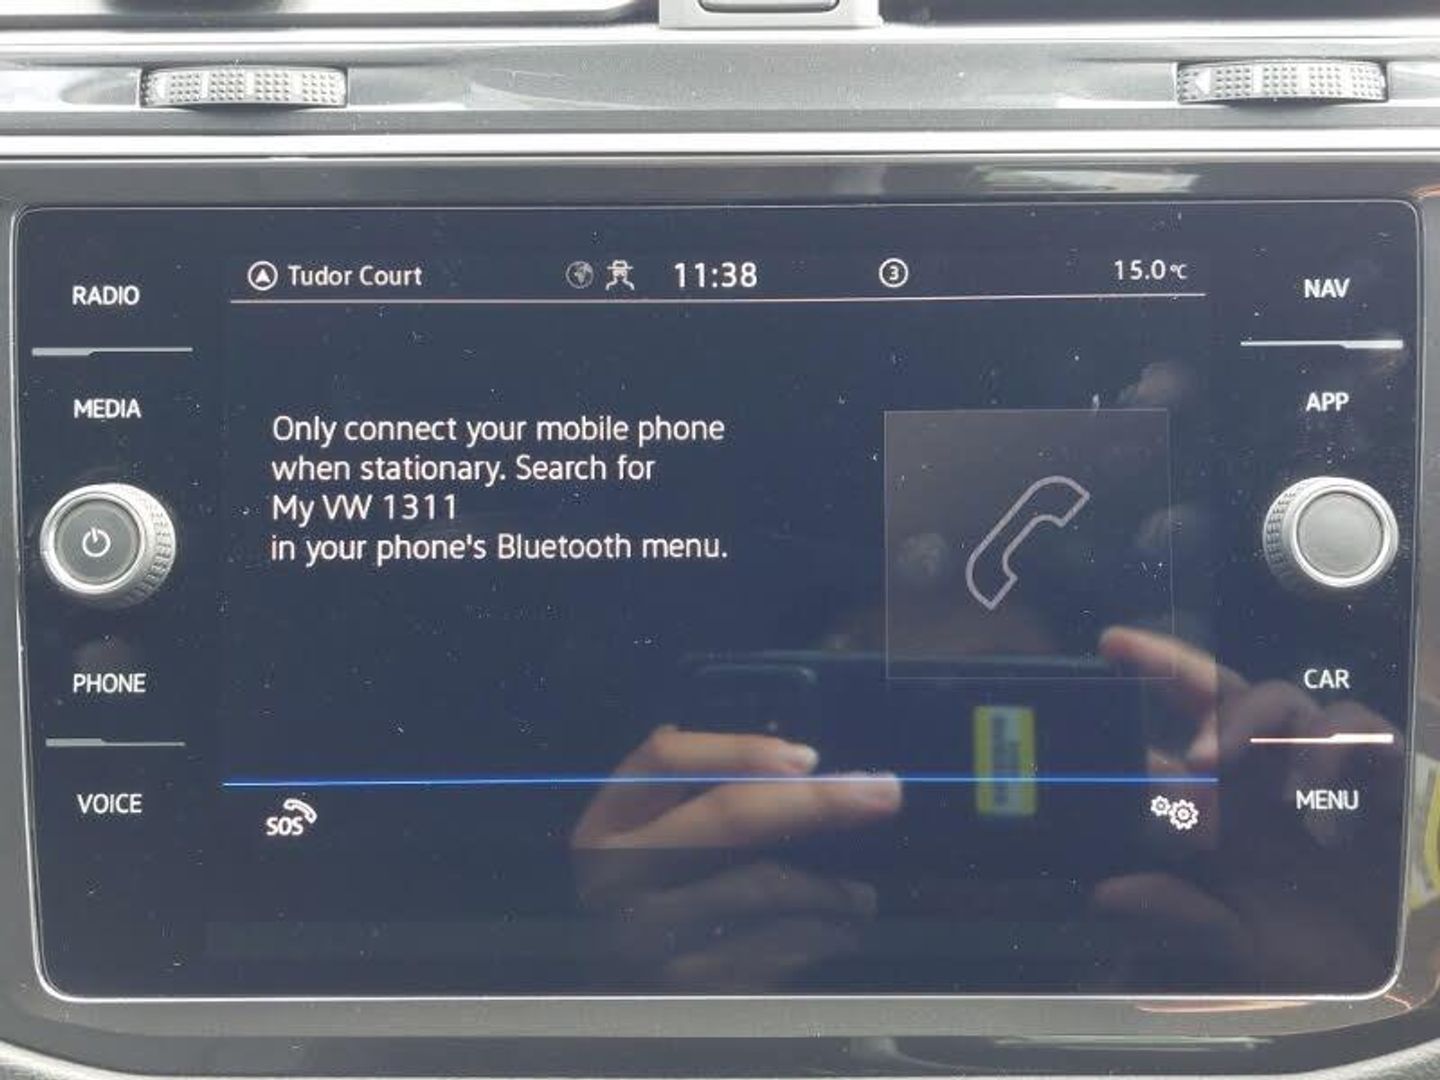 Tudor Court 11:38 3 15.0°C
RADIO
NAV
MEDIA
APP
Only connect your mobile phone
when stationary. Search for
My VW 1311
in your phone's Bluetooth menu.
PHONE
CAR
VOICE
MENU
SOS